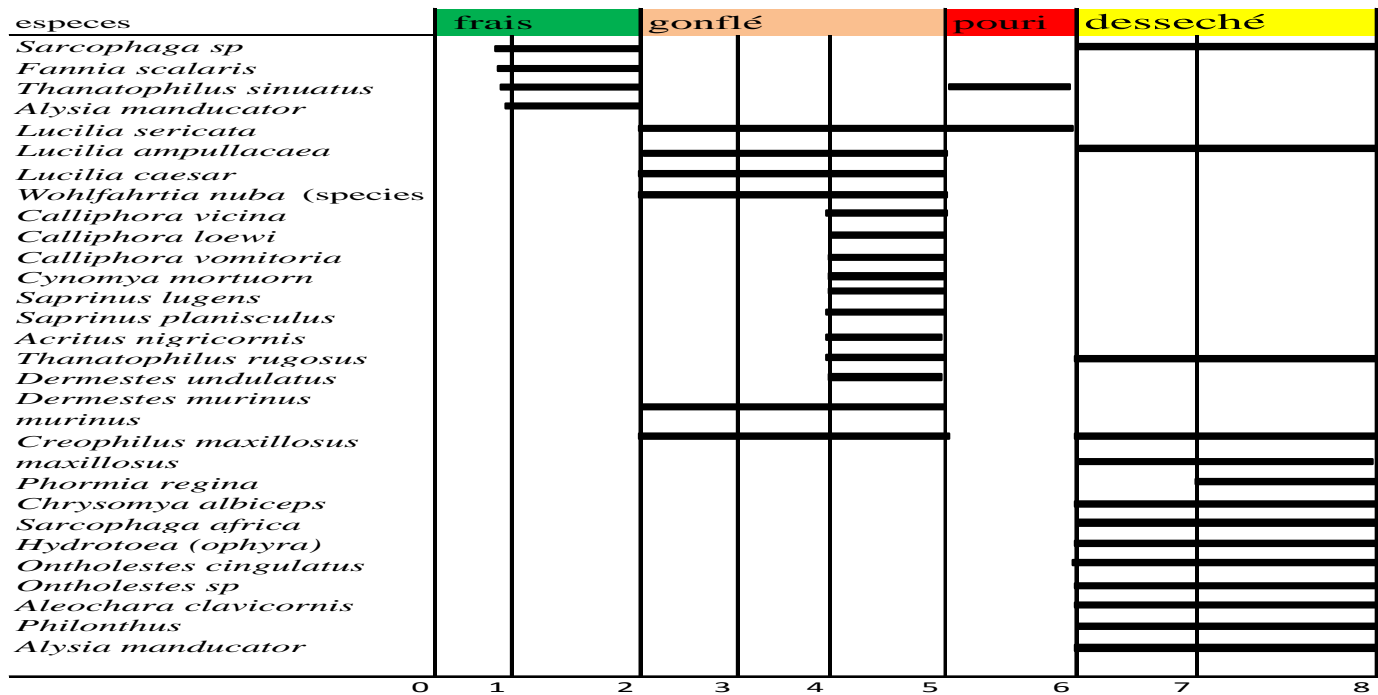 especes frais gonflé pouri desseché
Sarcophaga sp
Fannia scalaris
Thanatophilus sinuatus
Alysia manducator
Lucilia sericata
Lucilia ampullacaea
Lucilia caesar
Wohlfahrtia nuba (species
Calliphora vicina
Calliphora loewi
Calliphora vomitoria
Cynomya mortuorn
Saprinus lugens
Saprinus planisculus
Acritus nigricornis
Thanatophilus rugosus
Dermestes undulatus
Dermestes murinus
murinus
Creophilus maxillosus
maxillosus
Phormia regina
Chrysomya albiceps
Sarcophaga africa
Hydrotoea (ophyra)
Ontholestes cingulatus
Ontholestes sp
Aleochara clavicornis
Philonthus
Alysia manducator
0 1 2 3 4 5 6 7 8